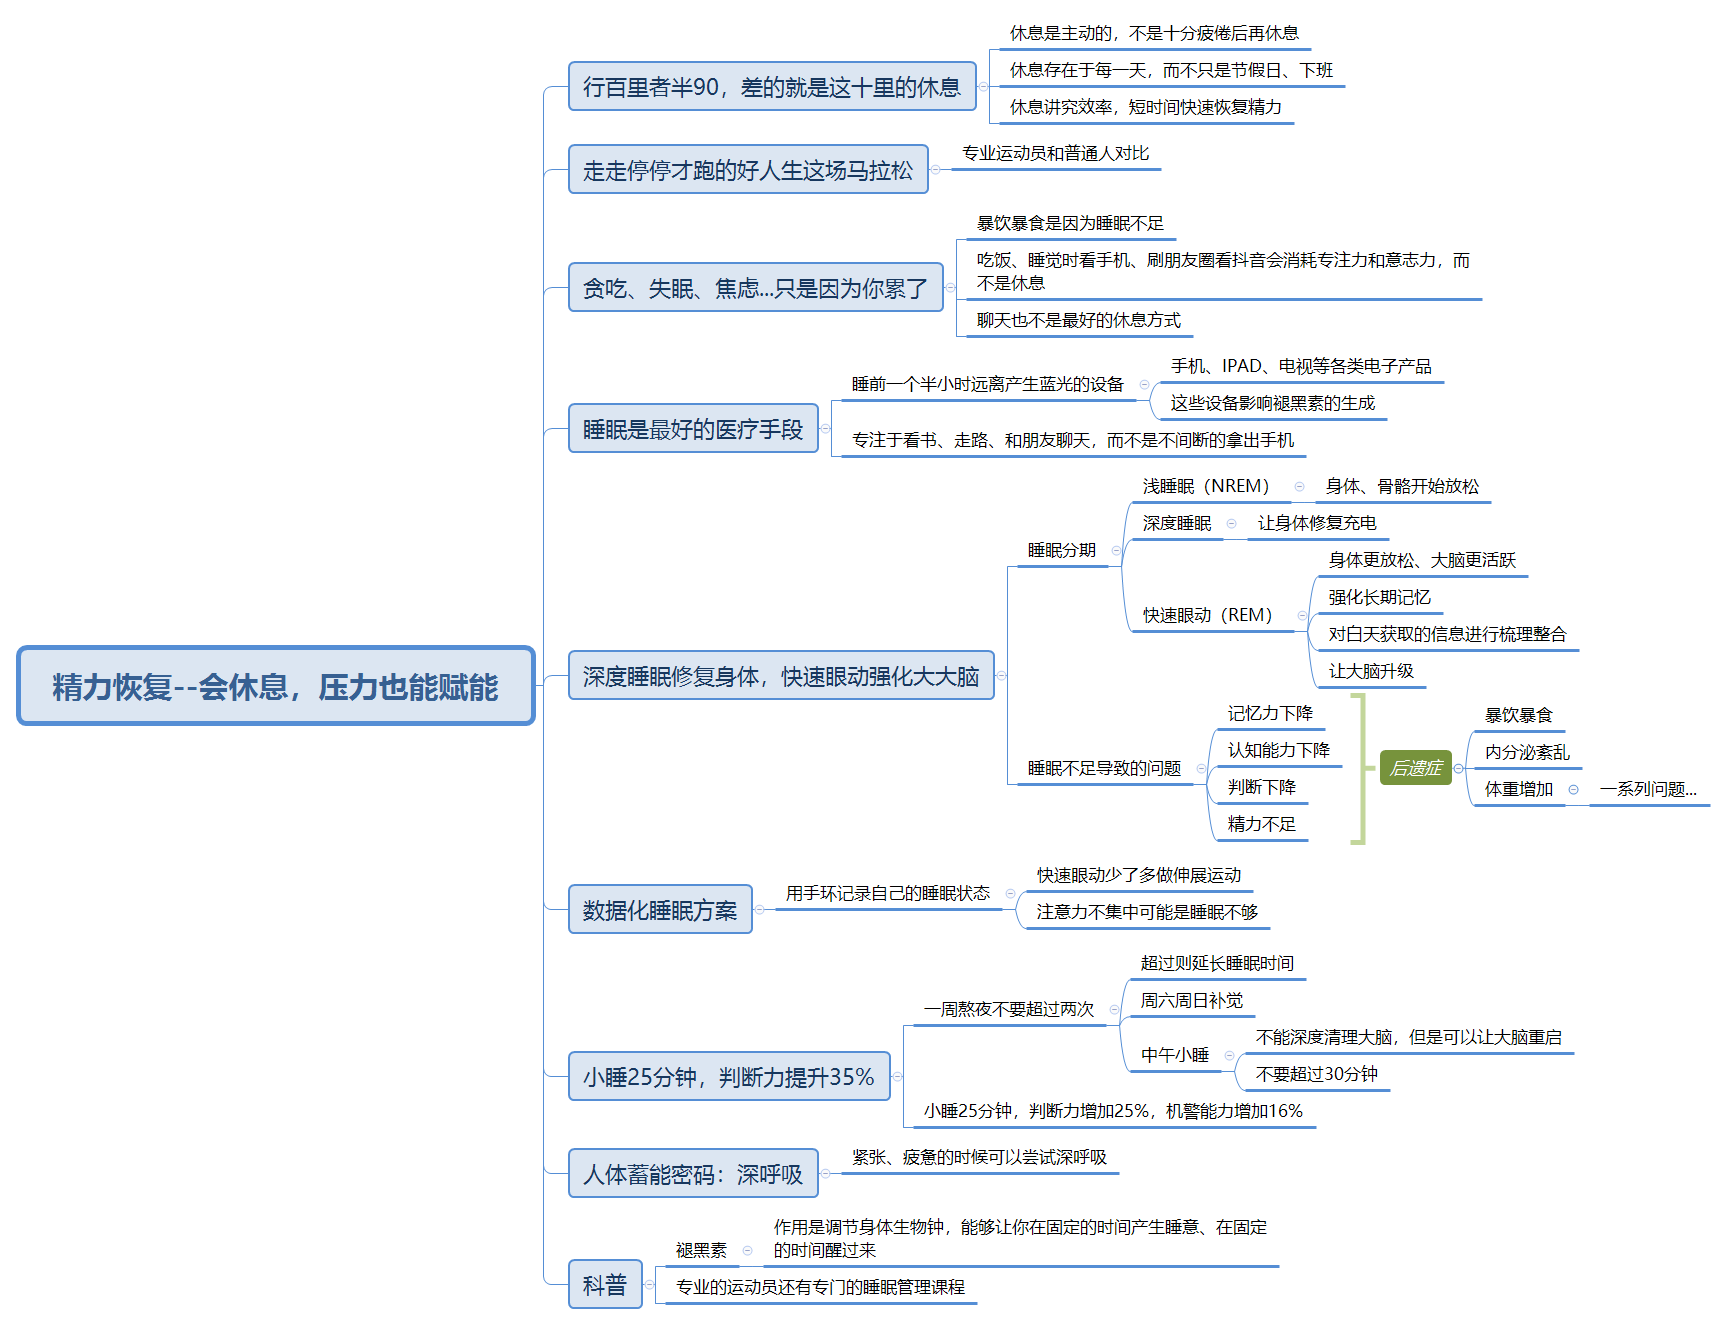 精力恢复--会休息，压力也能赋能
行百里者半90，差的就是这十里的休息
休息是主动的，不是十分疲倦后再休息
休息存在于每一天，而不只是节假日、下班
休息讲究效率，短时间快速恢复精力
走走停停才跑的好人生这场马拉松
专业运动员和普通人对比
贪吃、失眠、焦虑...只是因为你累了
暴饮暴食是因为睡眠不足
吃饭、睡觉时看手机、刷朋友圈看抖音会消耗专注力和意志力，而
不是休息
聊天也不是最好的休息方式
睡眠是最好的医疗手段
睡前一个半小时远离产生蓝光的设备
手机、IPAD、电视等各类电子产品
这些设备影响褪黑素的生成
专注于看书、走路、和朋友聊天，而不是不间断的拿出手机
深度睡眠修复身体，快速眼动强化大大脑
睡眠分期
浅睡眠（NREM）
身体、骨骼开始放松
深度睡眠
让身体修复充电
快速眼动（REM）
身体更放松、大脑更活跃
强化长期记忆
对白天获取的信息进行梳理整合
让大脑升级
睡眠不足导致的问题
记忆力下降
认知能力下降
判断下降
精力不足
后遗症
暴饮暴食
内分泌紊乱
体重增加
一系列问题...
数据化睡眠方案
用手环记录自己的睡眠状态
快速眼动少了多做伸展运动
注意力不集中可能是睡眠不够
小睡25分钟，判断力提升35%
一周熬夜不要超过两次
超过则延长睡眠时间
周六周日补觉
中午小睡
不能深度清理大脑，但是可以让大脑重启
不要超过30分钟
小睡25分钟，判断力增加25%，机警能力增加16%
人体蓄能密码：深呼吸
紧张、疲惫的时候可以尝试深呼吸
科普
褪黑素
作用是调节身体生物钟，能够让你在固定的时间产生睡意、在固定
的时间醒过来
专业的运动员还有专门的睡眠管理课程